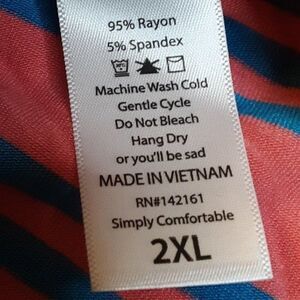 95% Rayon
5% Spandex
Machine Wash Cold
Gentle Cycle
Do Not Bleach
Hang Dry
or you'll be sad
MADE IN VIETNAM
RN#142161
Simply Comfortable
2XL